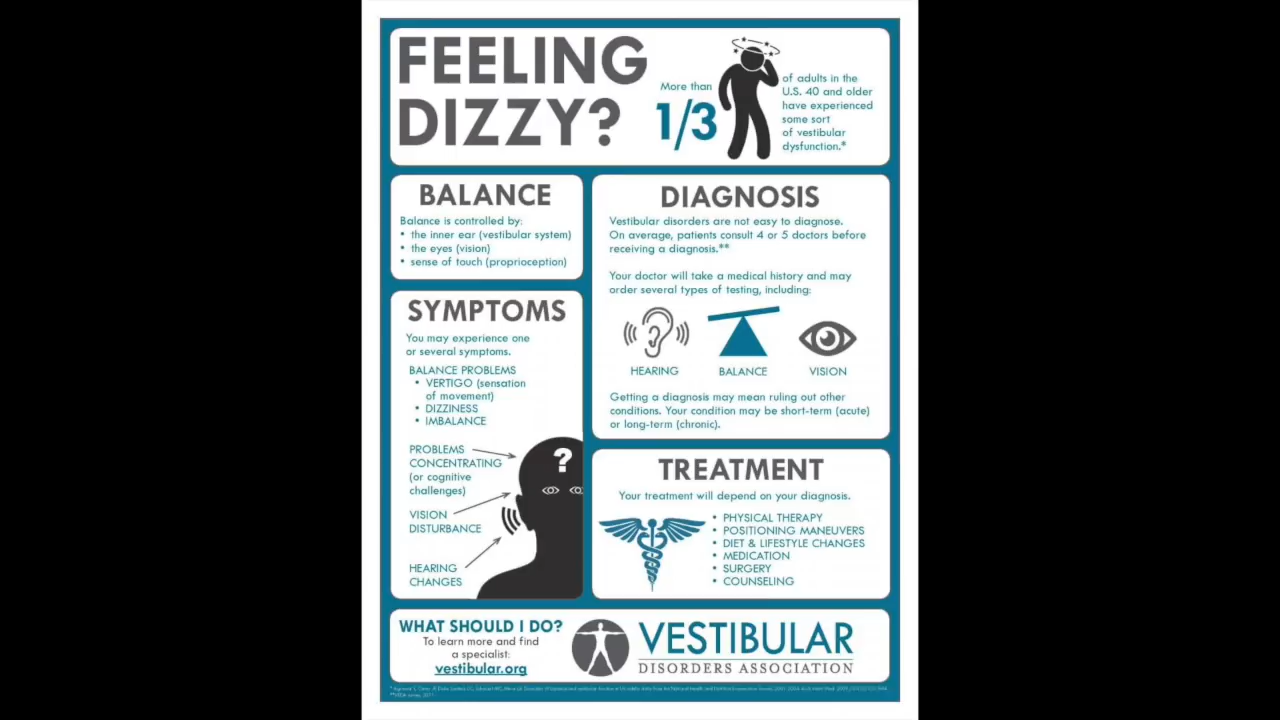 FEELING
DIZZY?
More than
1/3
of adults in the
U.S. 40 and older
have experienced
some sort
of vestibular
dysfunction.*
BALANCE
Balance is controlled by:
• the inner ear (vestibular system)
• the eyes (vision)
• sense of touch (proprioception)
SYMPTOMS
You may experience one
or several symptoms.
BALANCE PROBLEMS
• VERTIGO (sensation
of movement)
• DIZZINESS
• IMBALANCE
PROBLEMS
CONCENTRATING
(or cognitive
challenges)
VISION
DISTURBANCE
HEARING
CHANGES
?
DIAGNOSIS
Vestibular disorders are not easy to diagnose.
On average, patients consult 4 or 5 doctors before
receiving a diagnosis.**
Your doctor will take a medical history and may
order several types of testing, including:
HEARING BALANCE VISION
Getting a diagnosis may mean ruling out other
conditions. Your condition may be short-term (acute)
or long-term (chronic).
TREATMENT
Your treatment will depend on your diagnosis.
• PHYSICAL THERAPY
• POSITIONING MANEUVERS
• DIET & LIFESTYLE CHANGES
• MEDICATION
• SURGERY
• COUNSELING
WHAT SHOULD I DO?
To learn more and find
a specialist:
vestibular.org
VESTIBULAR
DISORDERS ASSOCIATION